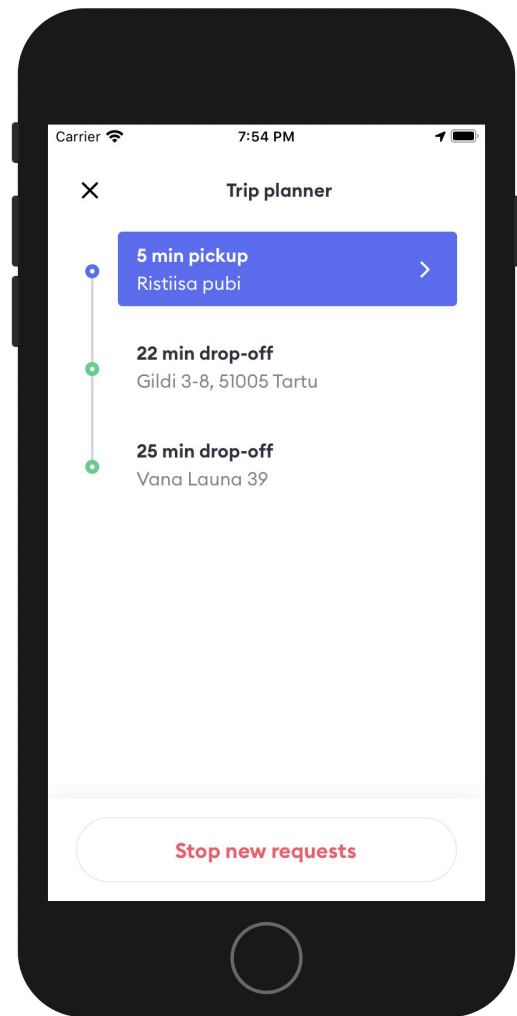 Carrier 7:54 PM
Trip planner
5 min pickup
Ristiisa pubi
22 min drop-off
Gildi 3-8, 51005 Tartu
25 min drop-off
Vana Launa 39
Stop new requests